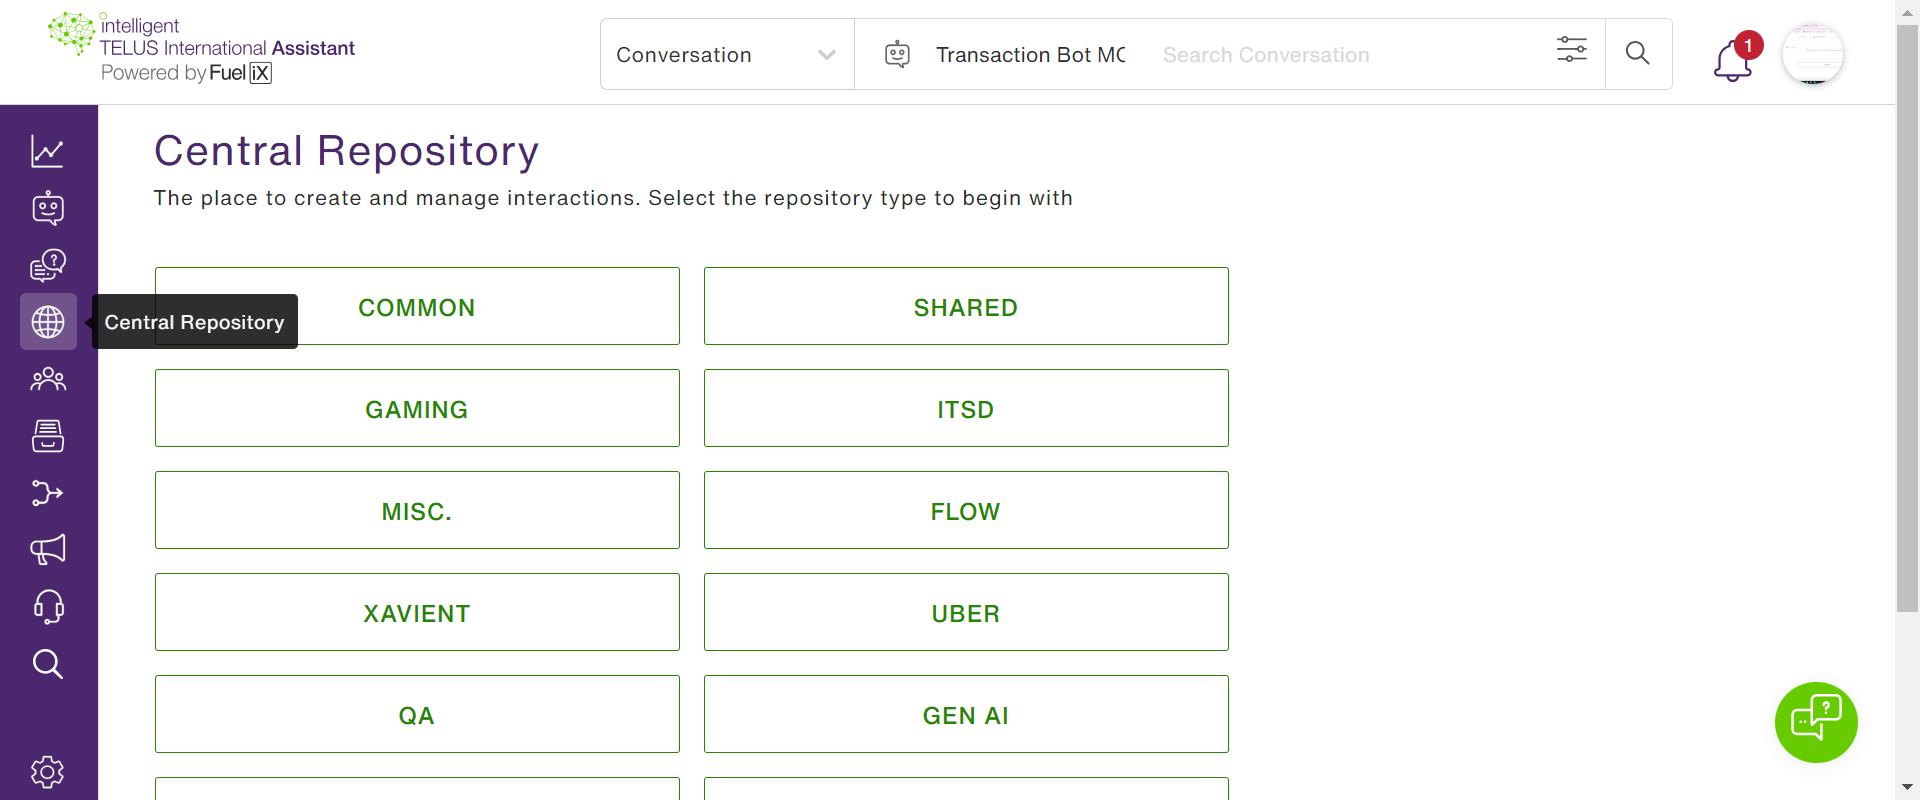 intelligent
TELUS International Assistant
Powered by Fuel iX
Conversation
Transaction Bot MC
Search Conversation
1
Central Repository
The place to create and manage interactions. Select the repository type to begin with
COMMON
SHARED
Central Repository
GAMING
ITSD
MISC.
FLOW
XAVIENT
UBER
QA
GEN AI